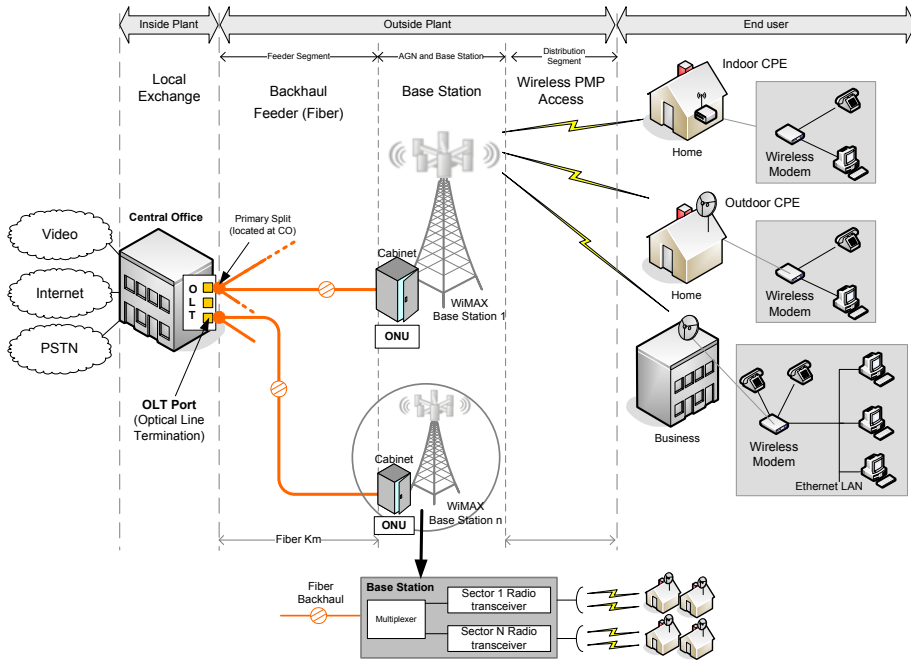 Inside Plant
Outside Plant
End user
Feeder Segment
AGN and Base Station
Distribution
Segment
Local
Exchange
Backhaul
Feeder (Fiber)
Base Station
Wireless PMP
Access
Indoor CPE
Home
Wireless
Modem
Central Office
Primary Split
(located at CO)
Video
Internet
PSTN
O
L
T
OLT Port
(Optical Line
Termination)
Cabinet
ONU
WiMAX
Base Station 1
Outdoor CPE
Home
Wireless
Modem
Business
Wireless
Modem
Ethernet LAN
Cabinet
ONU
WiMAX
Base Station n
Fiber Km
Fiber
Backhaul
Base Station
Multiplexer
Sector 1 Radio
transceiver
Sector N Radio
transceiver